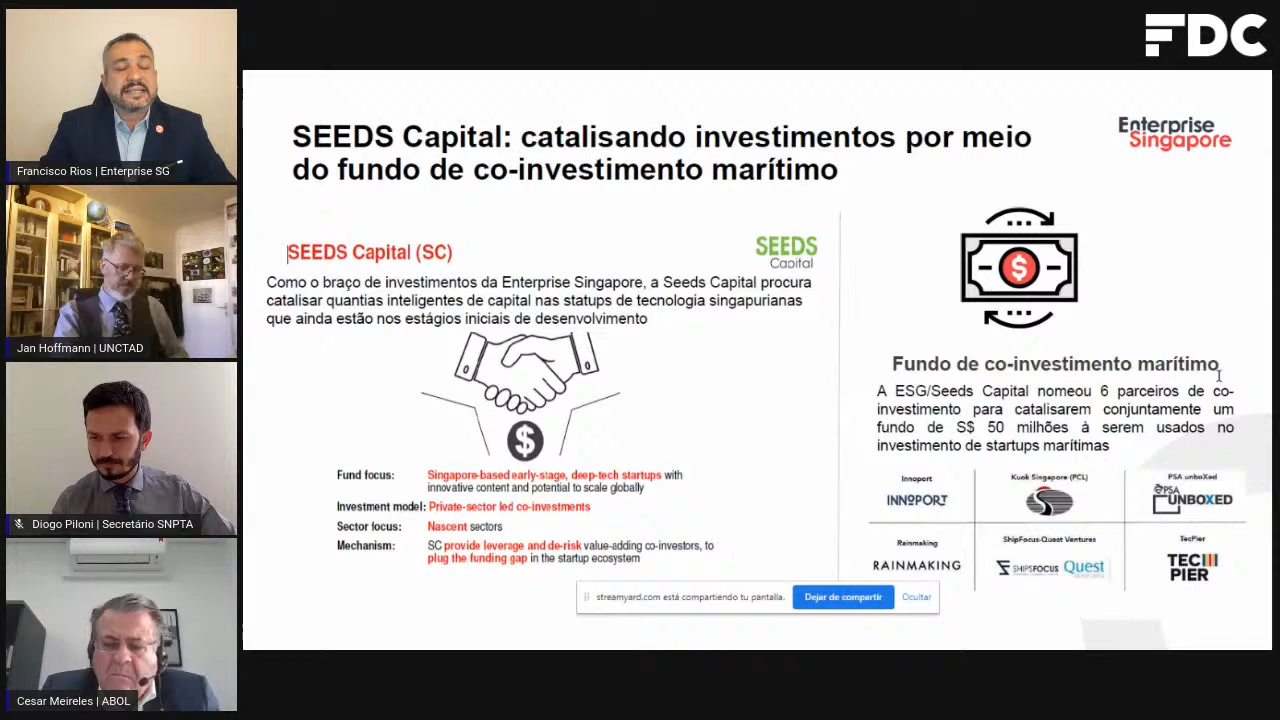 FDC
SEEDS Capital: catalisando investimentos por meio
do fundo de co-investimento marítimo
Enterprise
Singapore
Francisco Rios | Enterprise SG
Jan Hoffmann | UNCTAD
Diogo Piloni | Secretário SNPTA
Cesar Meireles | ABOL
SEEDS Capital (SC)
SEEDS
Capital
Como o braço de investimentos da Enterprise Singapore, a Seeds Capital procura
catalisar quantias inteligentes de capital nas statups de tecnologia singapurianas
que ainda estão nos estágios iniciais de desenvolvimento
$
Fund focus: Singapore-based early-stage, deep-tech startups with
innovative content and potential to scale globally
Investment model: Private-sector led co-investments
Sector focus: Nascent sectors
Mechanism: SC provide leverage and de-risk value-adding co-investors, to
plug the funding gap in the startup ecosystem
$
Fundo de co-investimento marítimo
A ESG/Seeds Capital nomeou 6 parceiros de co-
investimento para catalisarem conjuntamente um
fundo de S$ 50 milhões à serem usados no
investimento de startups marítimas
Innoport
INNOPORT
Kuok Singapore (PCL)
PSA unboXed
PSA
UNBOXED
Rainmaking
RAINMAKING
ShipFocus-Quest Ventures
SHIPSFOCUS Quest
TecPier
TEC
PIER
streamyard.com está compartiendo tu pantalla.
Dejar de compartir
Ocultar